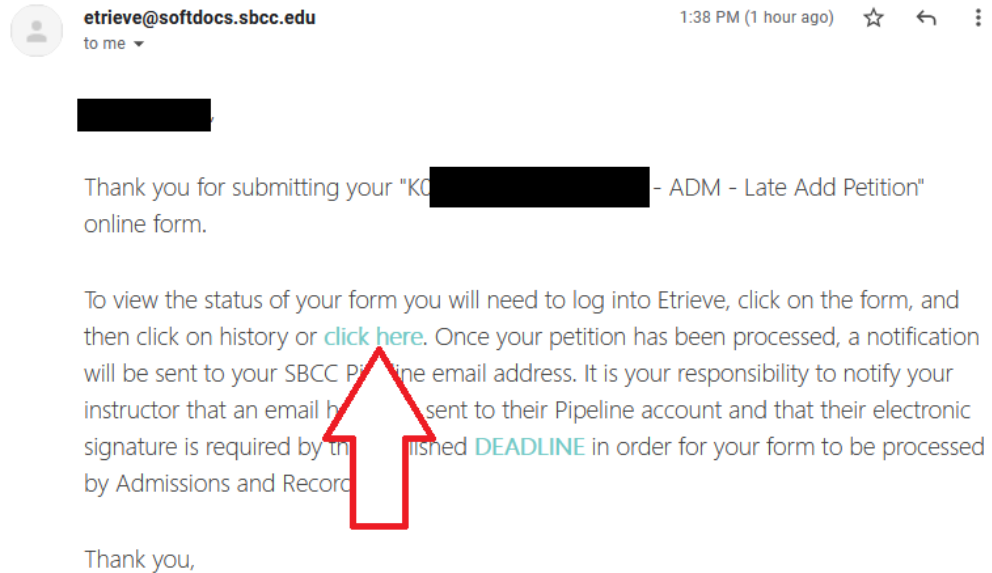 etrieve@softdocs.sbcc.edu 1:38 PM (1 hour ago)
to me
,
Thank you for submitting your "K0 - ADM - Late Add Petition"
online form.
To view the status of your form you will need to log into Etrieve, click on the form, and
then click on history or click here. Once your petition has been processed, a notification
will be sent to your SBCC Pipeline email address. It is your responsibility to notify your
instructor that an email h sent to their Pipeline account and that their electronic
signature is required by the published DEADLINE in order for your form to be processed
by Admissions and Record
Thank you,